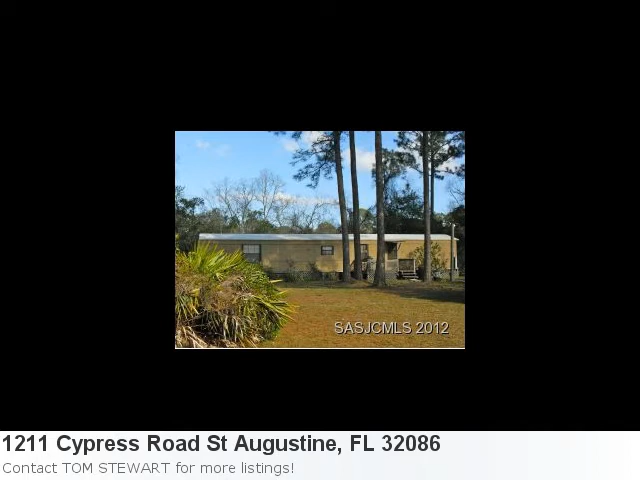 SASJCMLS 2012
1211 Cypress Road St Augustine, FL 32086
Contact TOM STEWART for more listings!